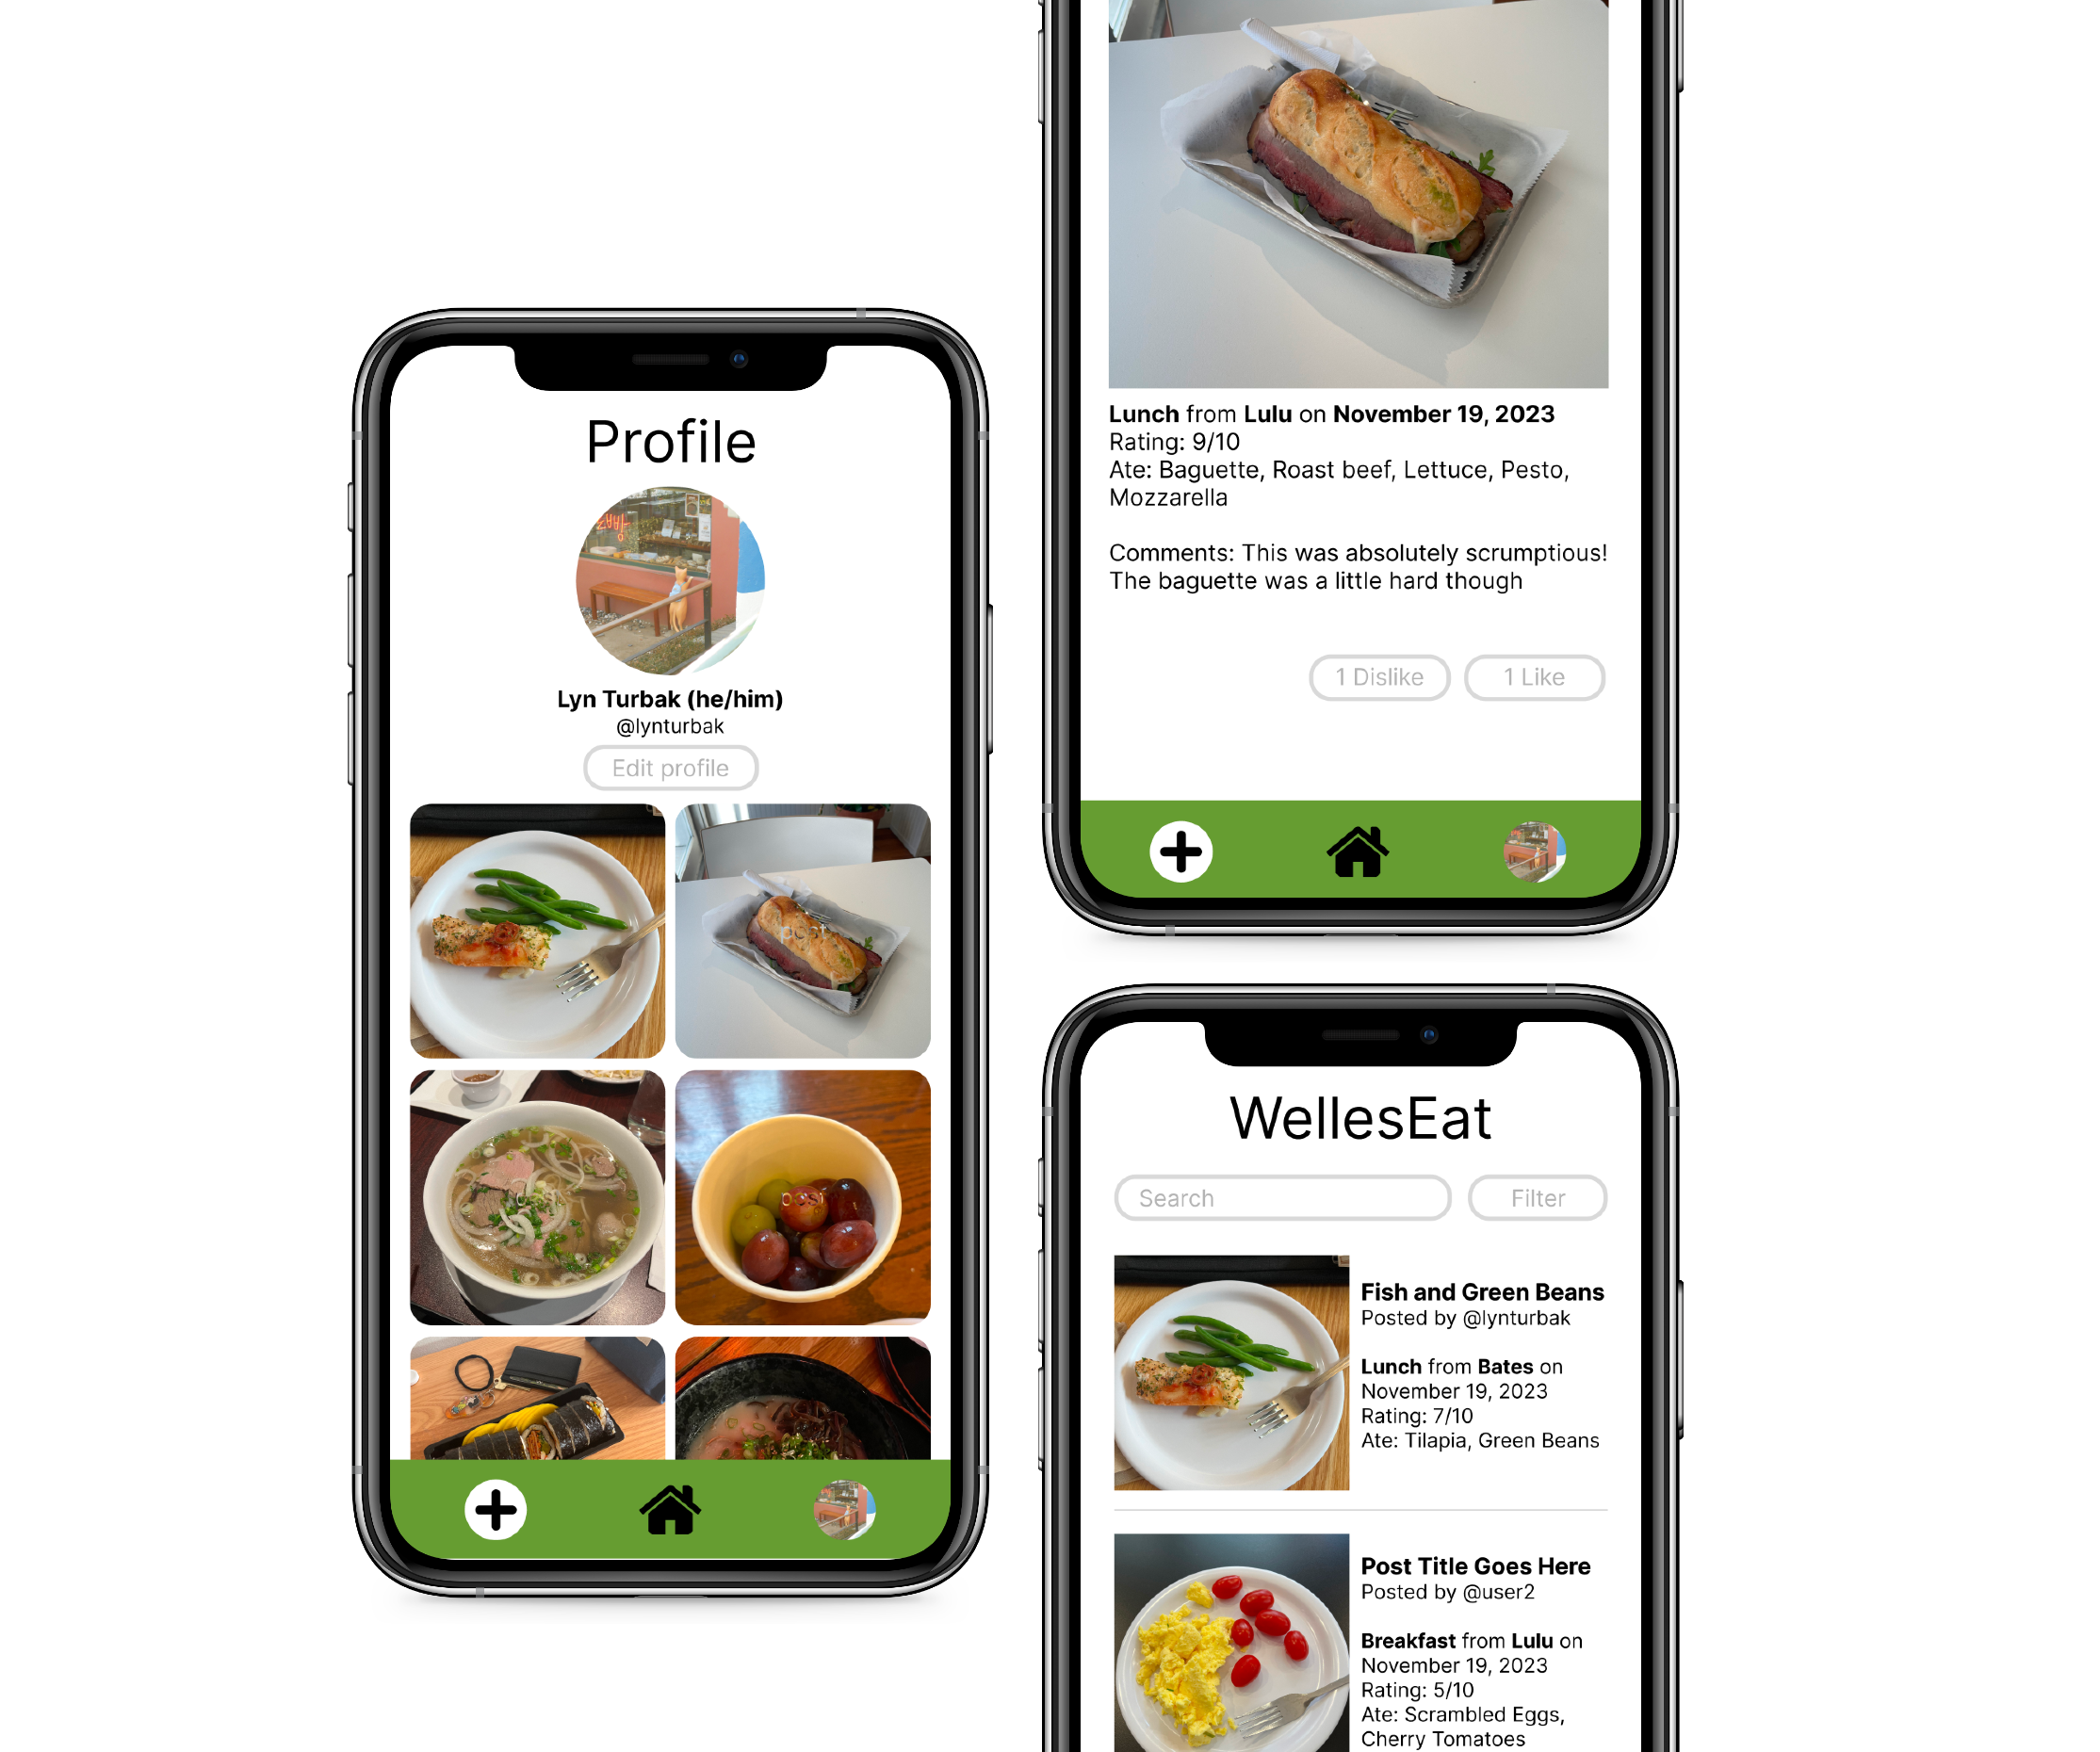 Profile
Lyn Turbak (he/him)
@lynturbak
Edit profile
Lunch from Lulu on November 19, 2023
Rating: 9/10
Ate: Baguette, Roast beef, Lettuce, Pesto,
Mozzarella
Comments: This was absolutely scrumptious!
The baguette was a little hard though
1 Dislike
1 Like
WellesEat
Search
Filter
Fish and Green Beans
Posted by @lynturbak
Lunch from Bates on
November 19, 2023
Rating: 7/10
Ate: Tilapia, Green Beans
Post Title Goes Here
Posted by @user2
Breakfast from Lulu on
November 19, 2023
Rating: 5/10
Ate: Scrambled Eggs,
Cherry Tomatoes